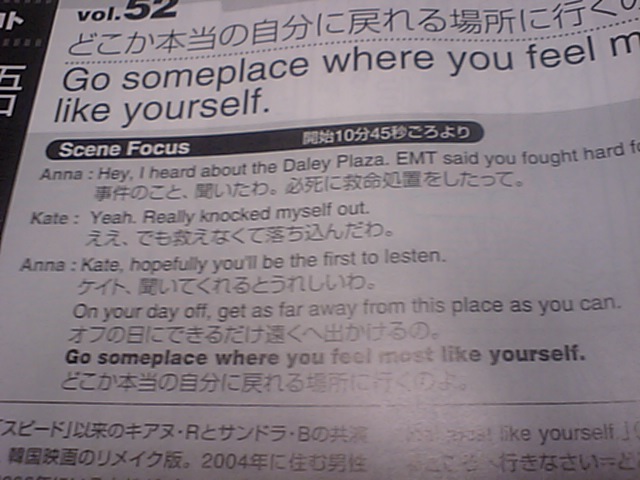 vol.52
スト
語
どこか本当の自分に戻れる場所に行くの
Go someplace where you feel m
like yourself.
Scene Focus 開始10分45秒ごろより
Anna : Hey, I heard about the Daley Plaza. EMT said you fought hard fo
事件のこと、聞いたわ。必死に救命処置をしたって。
Kate : Yeah. Really knocked myself out.
ええ、でも救えなくて落ち込んだわ。
Anna : Kate, hopefully you'll be the first to lesten.
ケイト、聞いてくれるとうれしいわ。
On your day off, get as far away from this place as you can.
オフの日にできるだけ遠くへ出かけるの。
Go someplace where you feel most like yourself.
どこか本当の自分に戻れる場所に行くのよ。
「スピード」以来のキアヌ・Rとサンドラ・Bの共演
like yourself
韓国映画のリメイク版。2004年に住む男性
へ行きなさい=ど